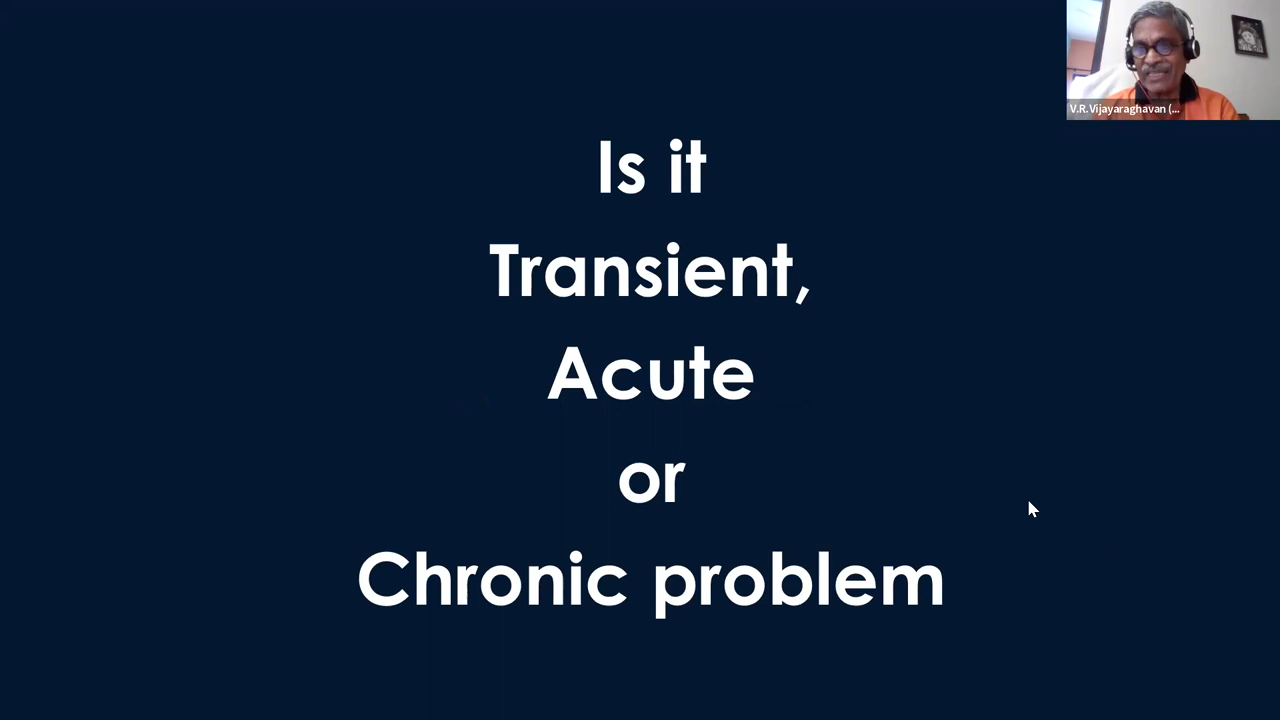 V.R.Vijayaraghavan (...
Is it
Transient,
Acute
or
Chronic problem